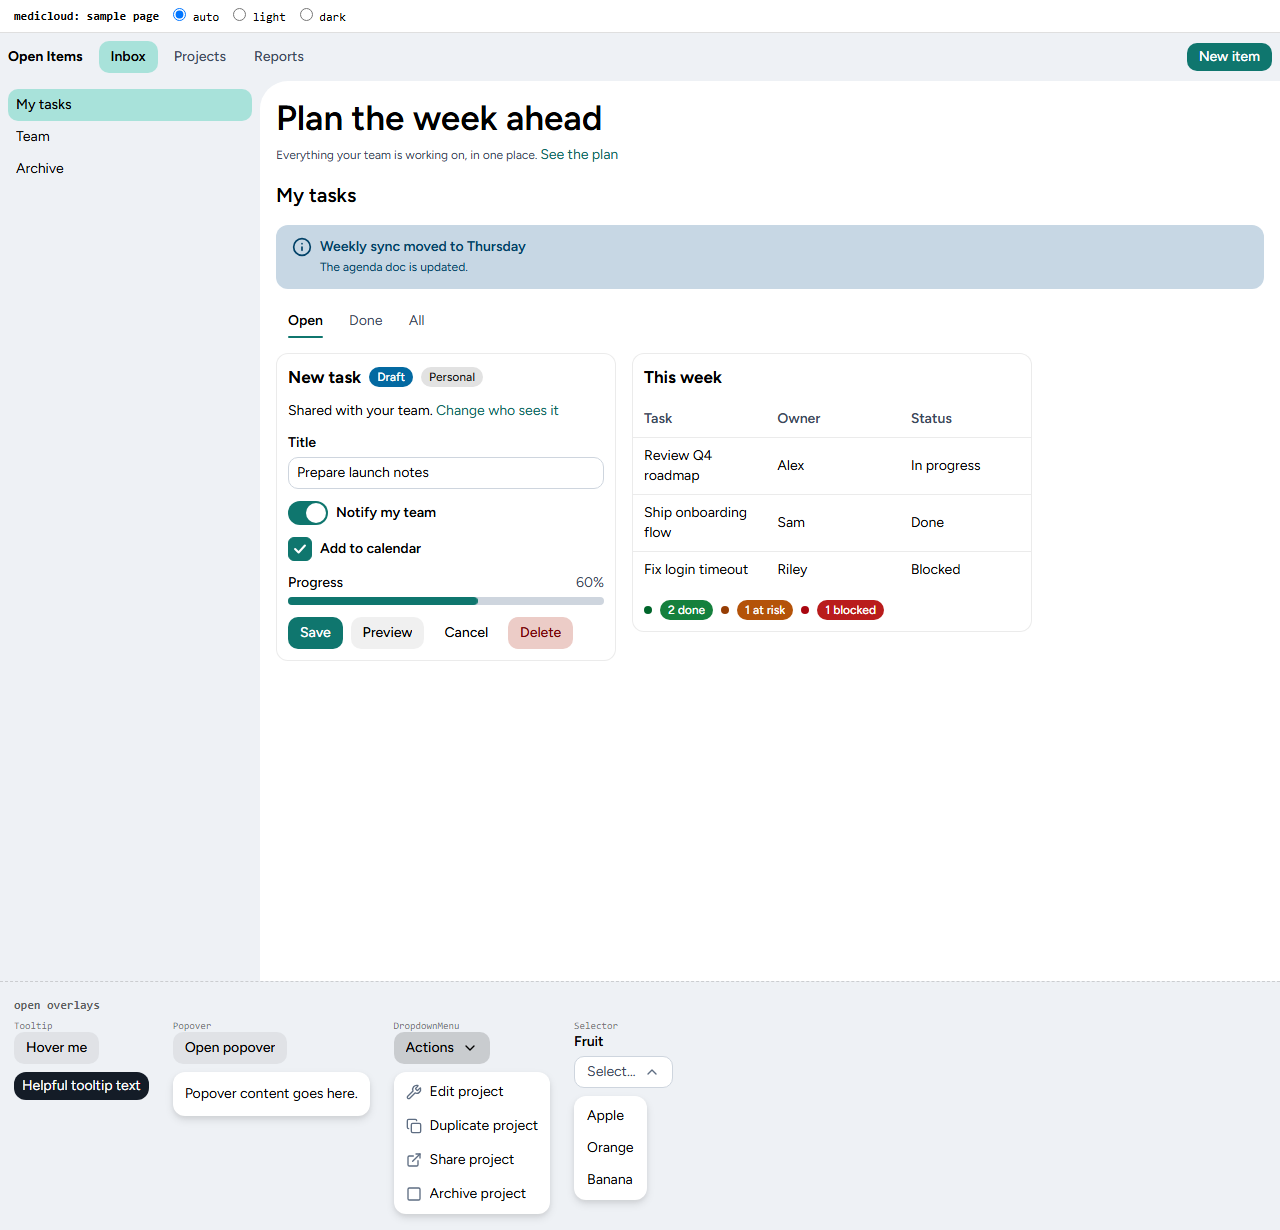 medicloud: sample page auto light dark
Open Items Inbox Projects Reports New item
My tasks
Team
Archive
Plan the week ahead
Everything your team is working on, in one place. See the plan
My tasks
Weekly sync moved to Thursday
The agenda doc is updated.
Open Done All
New task Draft Personal
Shared with your team. Change who sees it
Title
Prepare launch notes
Notify my team
Add to calendar
Progress 60%
Save Preview Cancel Delete
This week
Task Owner Status
Review Q4
roadmap
Alex In progress
Ship onboarding
flow
Sam Done
Fix login timeout Riley Blocked
2 done 1 at risk 1 blocked
open overlays
Tooltip
Hover me
Helpful tooltip text
Popover
Open popover
Popover content goes here.
DropdownMenu
Actions
Edit project
Duplicate project
Share project
Archive project
Selector
Fruit
Select...
Apple
Orange
Banana